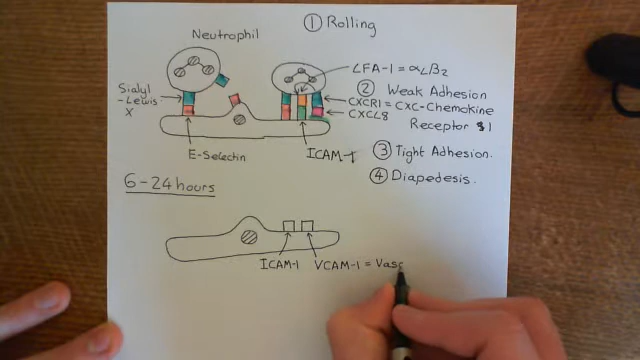 ① Rolling
Neutrophil
LFA-1 = αLβ2
② Weak Adhesion
Sialyl
-Lewis
X
CXCR1 = CXC-Chemokine
Receptor 1
CXCL8
E-Selectin
ICAM-1
③ Tight Adhesion.
④ Diapedesis.
6-24 hours
ICAM-1
VCAM-1 = Vasc